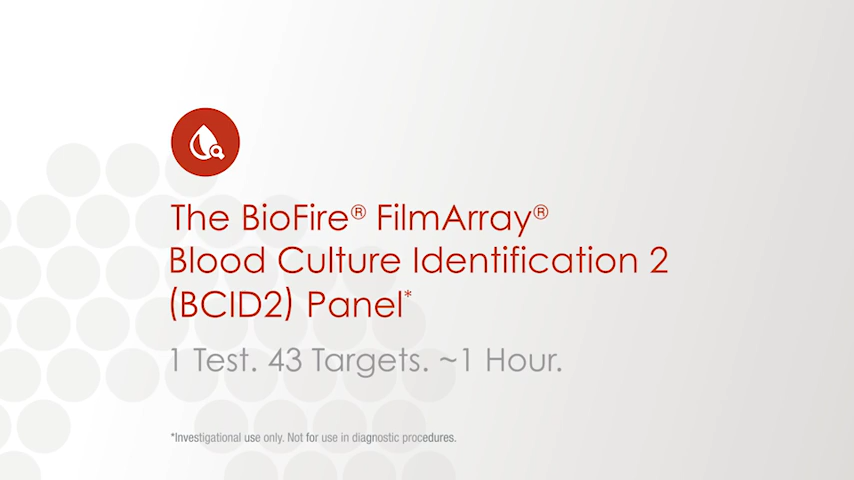 The BioFire® FilmArray®
Blood Culture Identification 2
(BCID2) Panel*
1 Test. 43 Targets. ~1 Hour.
*Investigational use only. Not for use in diagnostic procedures.